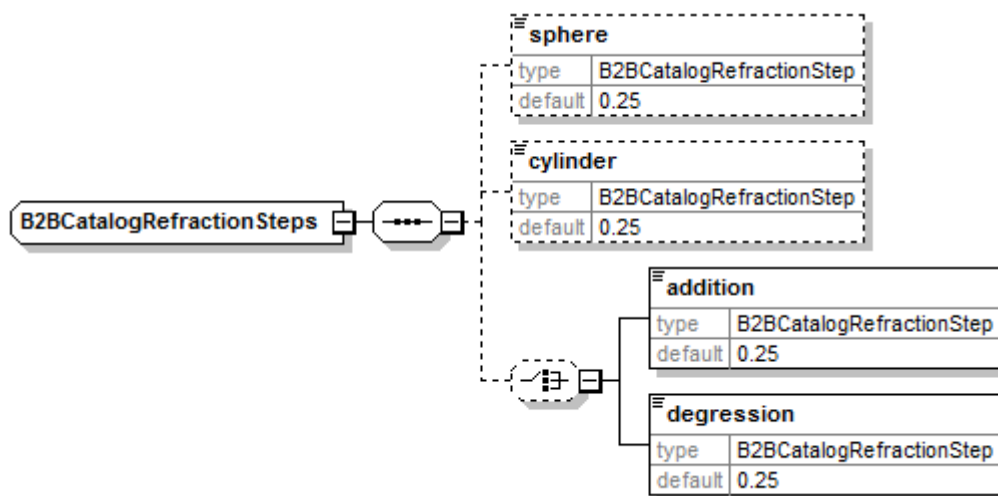 sphere
type B2BCatalogRefractionStep
default 0.25
cylinder
type B2BCatalogRefractionStep
default 0.25
B2BCatalogRefractionSteps
addition
type B2BCatalogRefractionStep
default 0.25
degression
type B2BCatalogRefractionStep
default 0.25